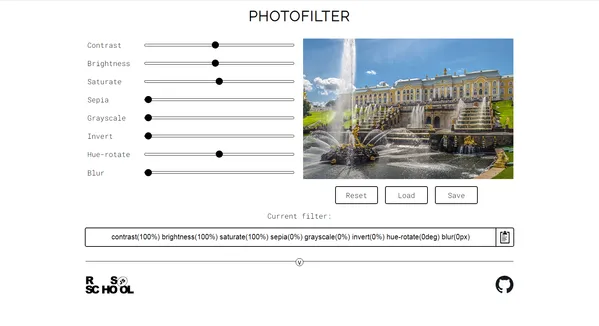 PHOTOFILTER
Contrast
Brightness
Saturate
Sepia
Grayscale
Invert
Hue-rotate
Blur
Reset
Load
Save
Current filter:
contrast(100%) brightness(100%) saturate(100%) sepia(0%) grayscale(0%) invert(0%) hue-rotate(0deg) blur(0px)
v
R S
SCHOOL